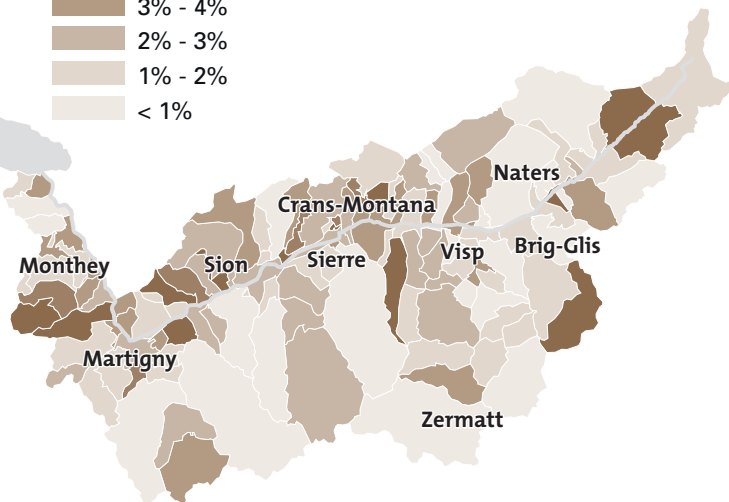 3% - 4%
2% - 3%
1% - 2%
< 1%
Naters
Crans-Montana
Brig-Glis
Visp
Sierre
Sion
Monthey
Martigny
Zermatt